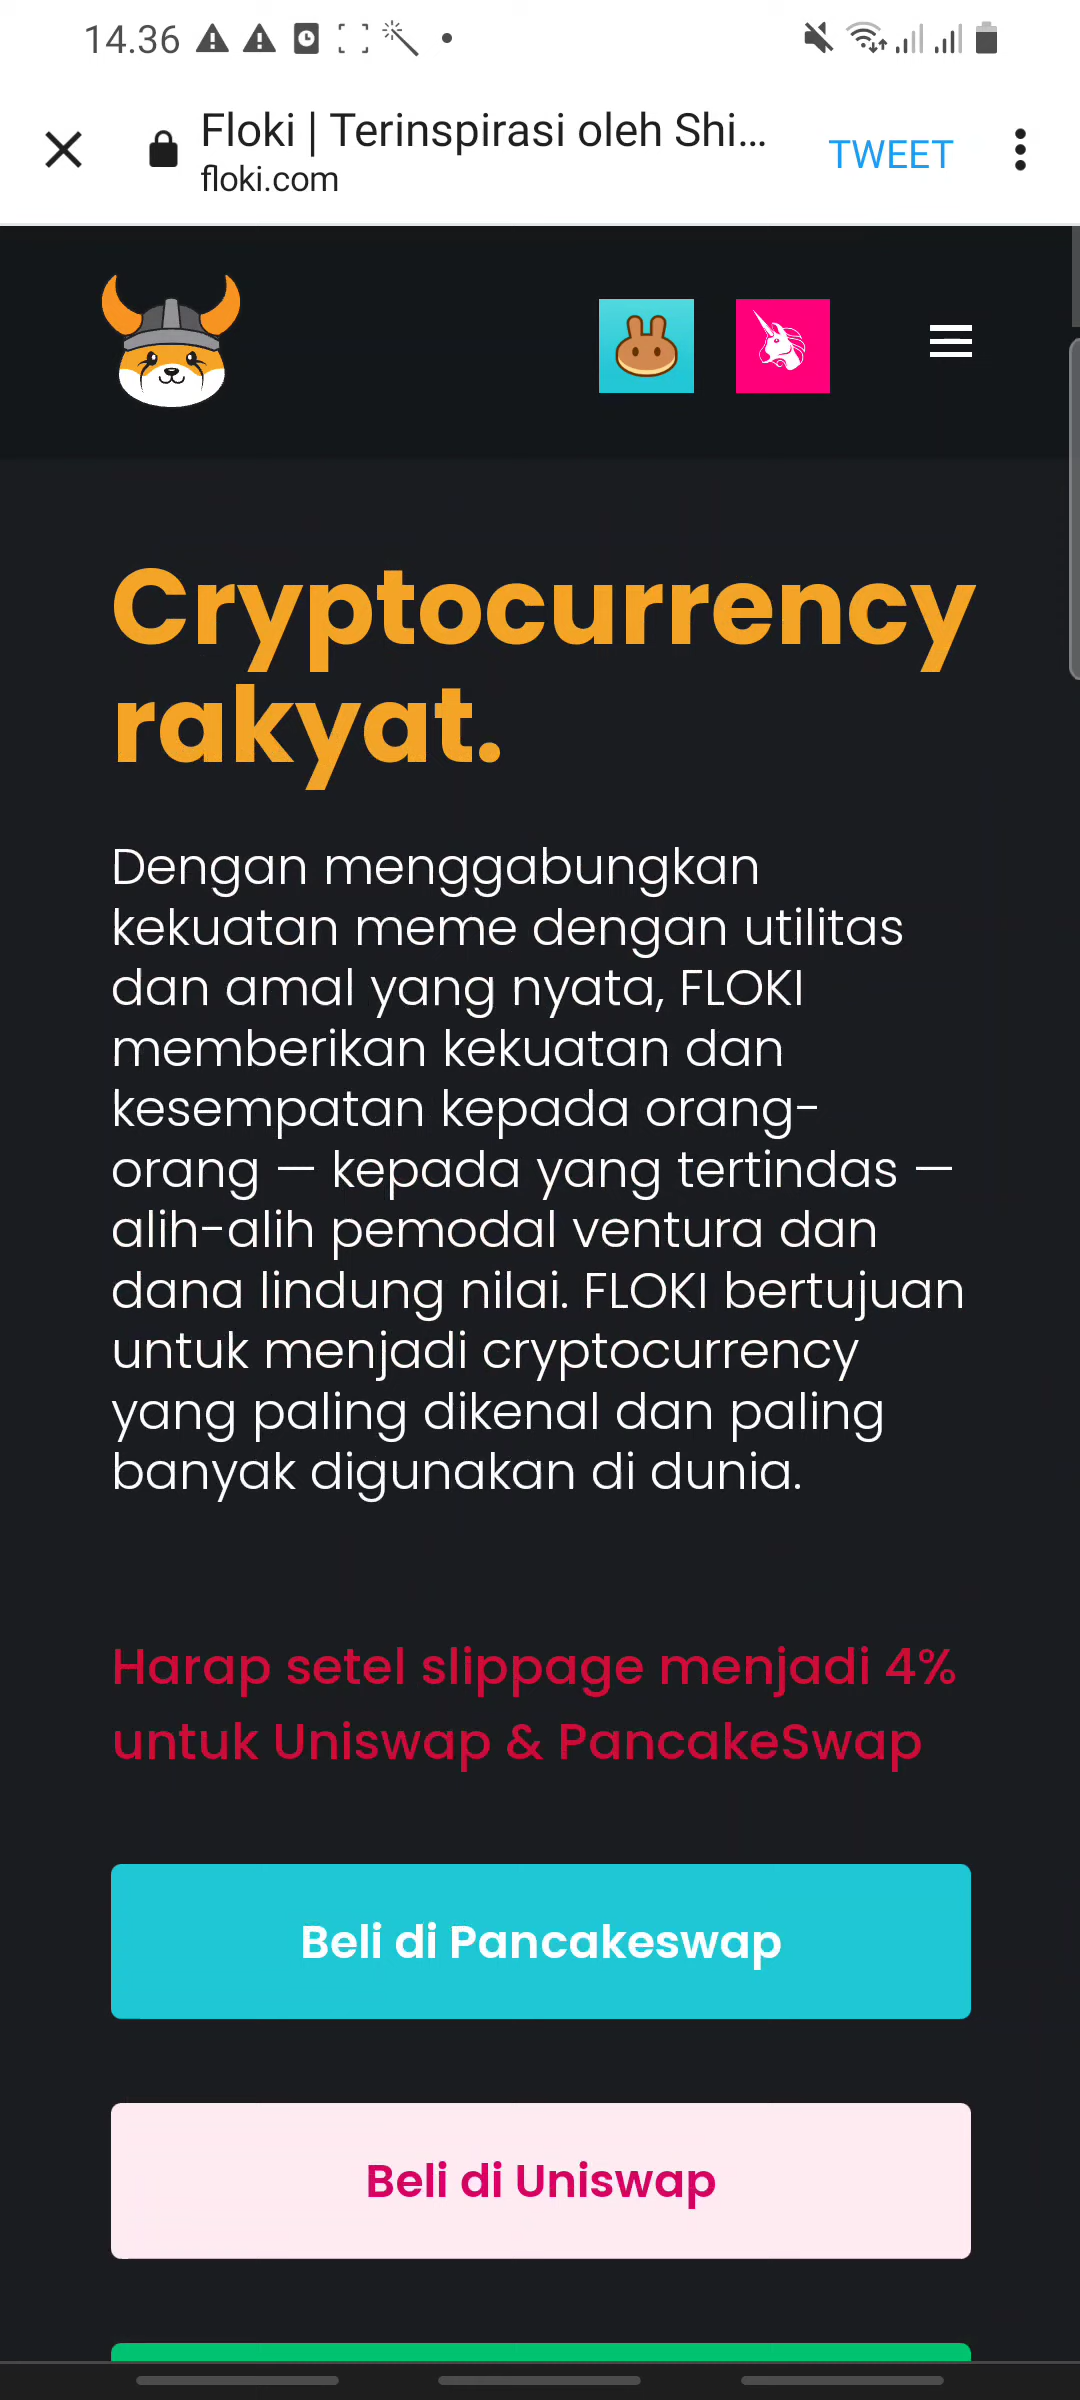 14.36
Floki | Terinspirasi oleh Shi...
floki.com
TWEET
Cryptocurrency
rakyat.
Dengan menggabungkan
kekuatan meme dengan utilitas
dan amal yang nyata, FLOKI
memberikan kekuatan dan
kesempatan kepada orang-
orang — kepada yang tertindas —
alih-alih pemodal ventura dan
dana lindung nilai. FLOKI bertujuan
untuk menjadi cryptocurrency
yang paling dikenal dan paling
banyak digunakan di dunia.
Harap setel slippage menjadi 4%
untuk Uniswap & PancakeSwap
Beli di Pancakeswap
Beli di Uniswap